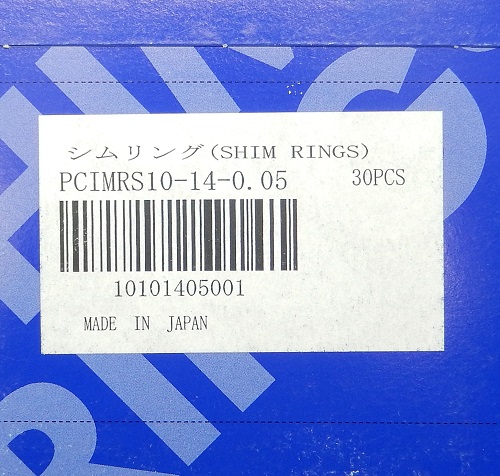 シムリング(SHIM RINGS)
PCIMRS10-14-0.05 30PCS
10101405001
MADE IN JAPAN